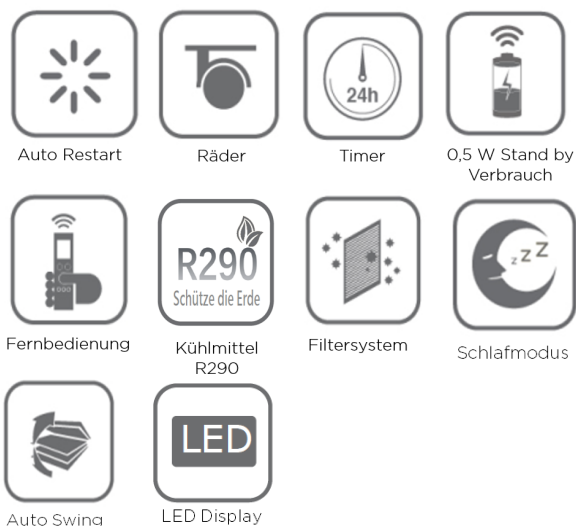 24h
Auto Restart
Räder
Timer
0,5 W Stand by
Verbrauch
R290
Schütze die Erde
z z Z
Fernbedienung
Kühlmittel
R290
Filtersystem
Schlafmodus
LED
Auto Swing
LED Display